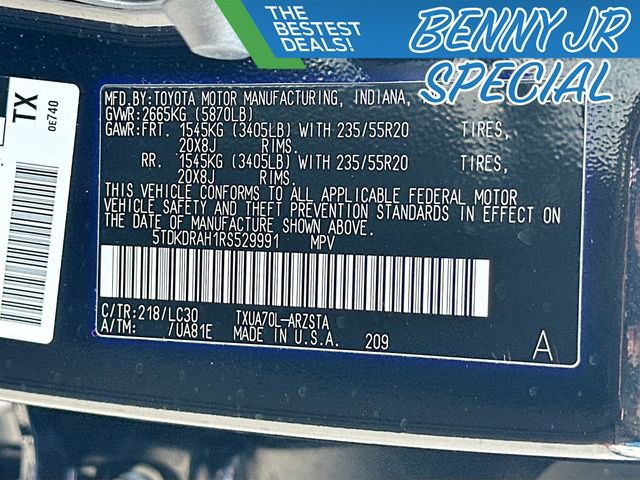 THE
BESTEST
DEALS!
BENNY JR
SPECIAL
TX
0E740
MFD.BY:TOYOTA MOTOR MANUFACTURING, INDIANA,
GVWR:2665KG (5870LB)
GAWR:FRT. 1545KG (3405LB) WITH 235/55R20 TIRES,
20X8J RIMS.
RR. 1545KG (3405LB) WITH 235/55R20 TIRES,
20X8J RIMS.
THIS VEHICLE CONFORMS TO ALL APPLICABLE FEDERAL MOTOR
VEHICLE SAFETY AND THEFT PREVENTION STANDARDS IN EFFECT ON
THE DATE OF MANUFACTURE SHOWN ABOVE.
5TDKDRAH1RS529991 MPV
C/TR:218/LC30 TXUA70L-ARZSTA
A/TM: /UA81E MADE IN U.S.A. 209
A